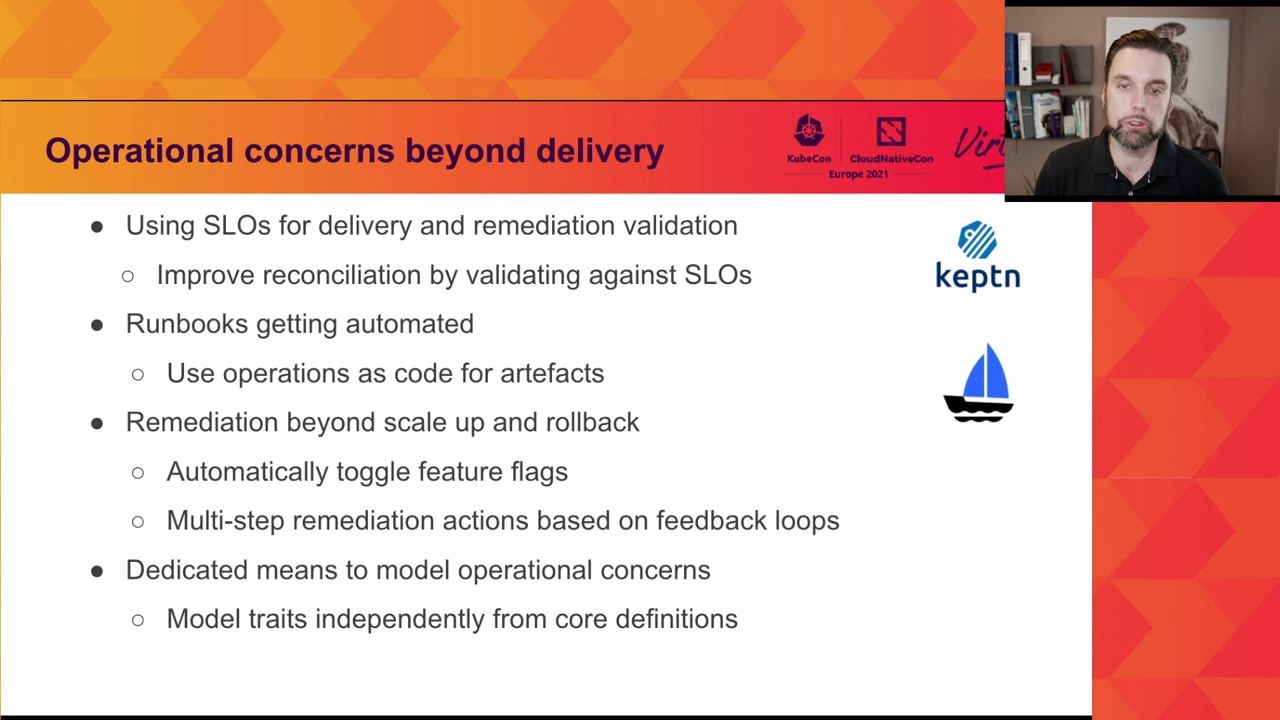 Operational concerns beyond delivery
KubeCon
CloudNativeCon
Europe 2021
● Using SLOs for delivery and remediation validation
○ Improve reconciliation by validating against SLOs
● Runbooks getting automated
○ Use operations as code for artefacts
● Remediation beyond scale up and rollback
○ Automatically toggle feature flags
○ Multi-step remediation actions based on feedback loops
● Dedicated means to model operational concerns
○ Model traits independently from core definitions
keptn